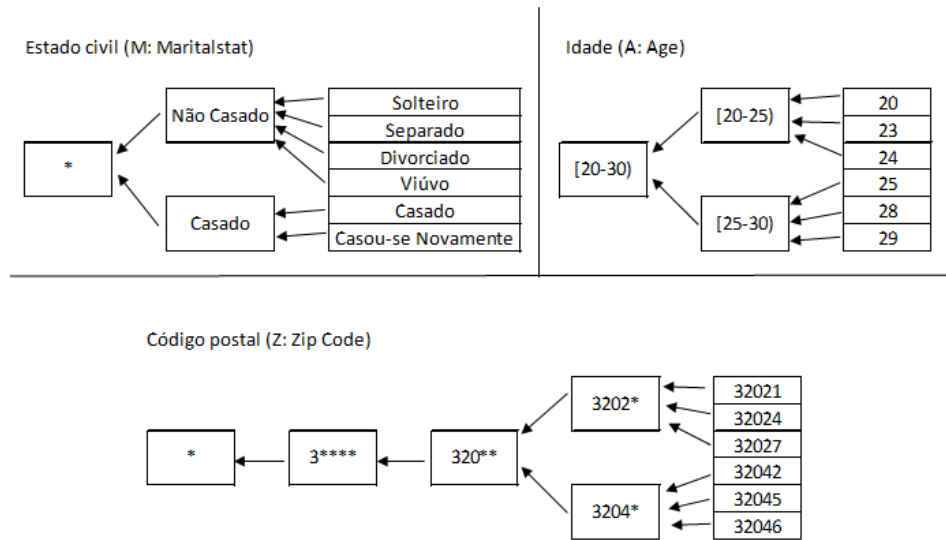 Estado civil (M: Maritalstat)
*
Não Casado
Casado
Solteiro
Separado
Divorciado
Viúvo
Casado
Casou-se Novamente
Idade (A: Age)
[20-30)
[20-25)
[25-30)
20
23
24
25
28
29
Código postal (Z: Zip Code)
*
3****
320**
3202*
3204*
32021
32024
32027
32042
32045
32046